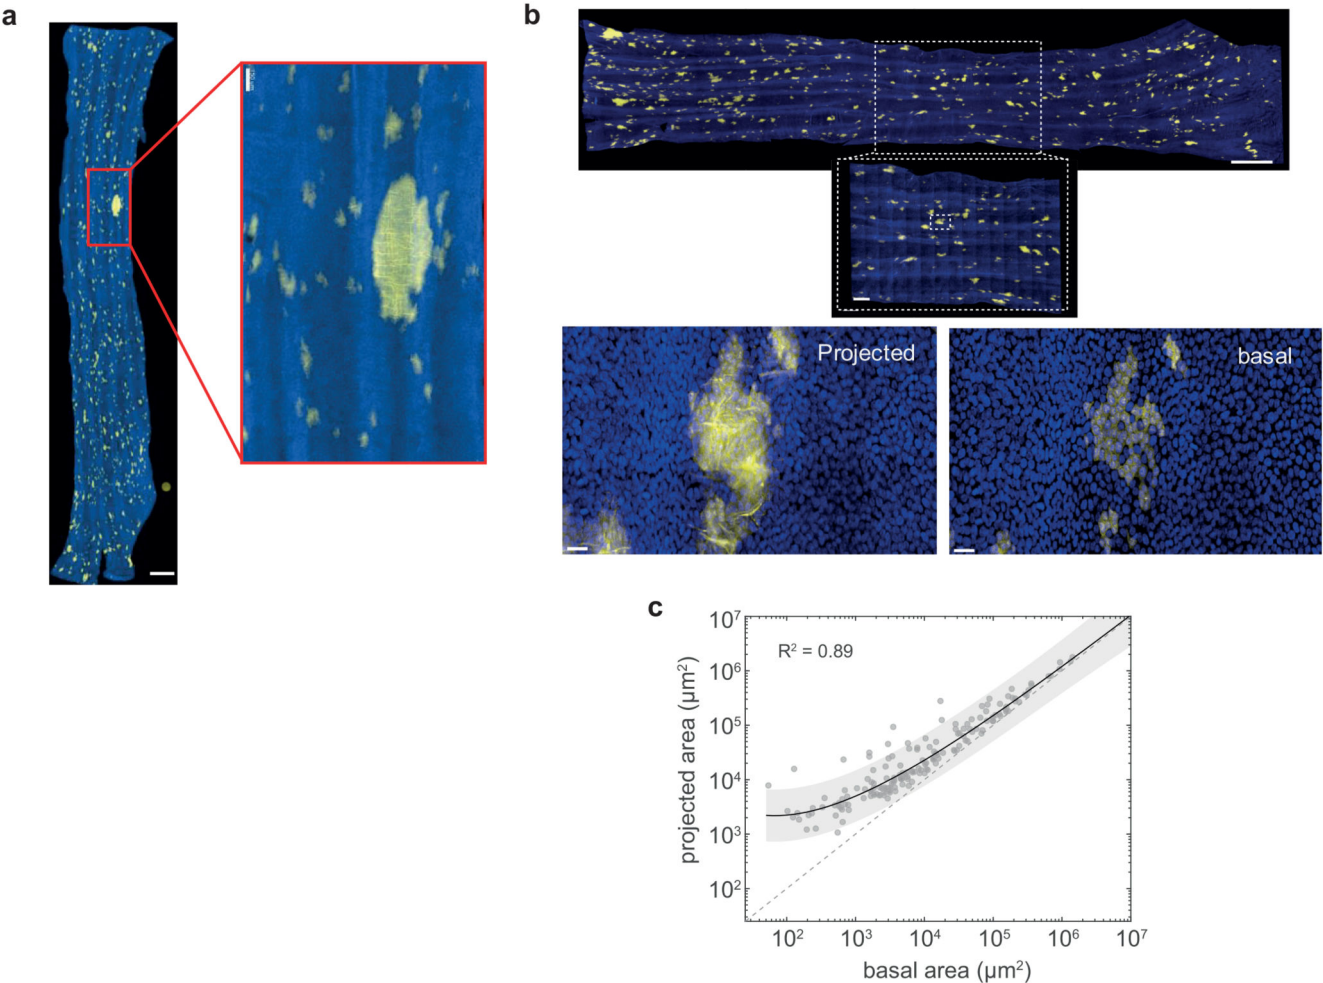 a
b
Projected
basal
c
R² = 0.89
projected area (µm²)
10⁷
10⁶
10⁵
10⁴
10³
10²
10² 10³ 10⁴ 10⁵ 10⁶ 10⁷
basal area (µm²)